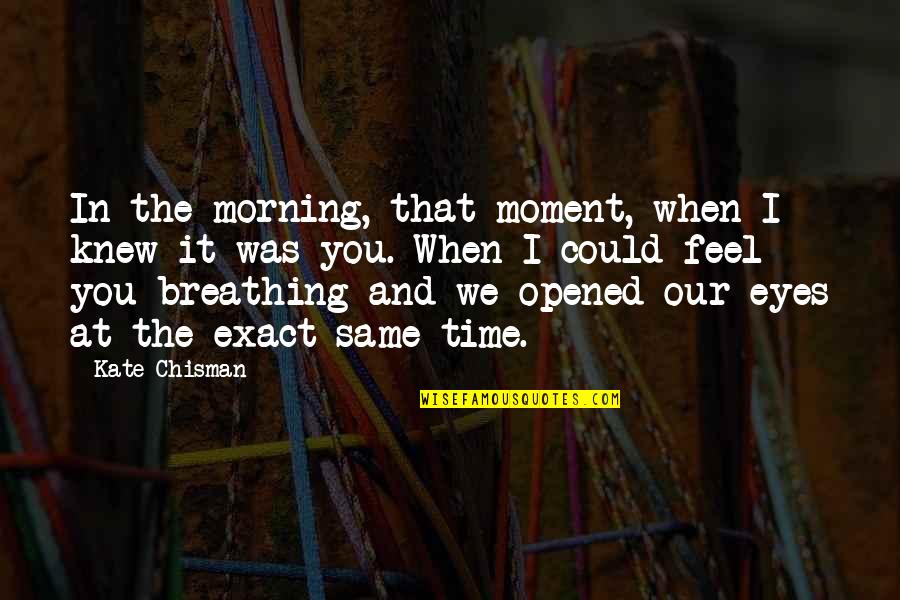 In the morning, that moment, when I
knew it was you. When I could feel
you breathing and we opened our eyes
at the exact same time.
- Kate Chisman
WISEFAMOUSQUOTES.COM